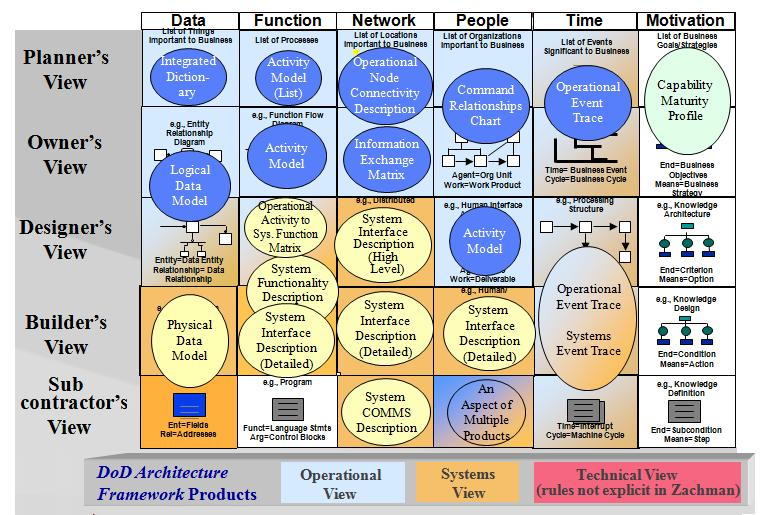 Data
Function
Network
People
Time
Motivation
Planner's
View
List of Things
Important to Business
Integrated
Diction-
ary
List of Processes
Activity
Model
(List)
List of Locations
Important to Business
Operational
Node
Connectivity
Description
List of Organizations
Important to Business
Command
Relationships
Chart
List of Events
Significant to Business
Operational
Event
Trace
List of Business
Goals/Strategies
Capability
Maturity
Profile
Owner's
View
e.g., Entity
Relationship
Diagram
Logical
Data
Model
e.g., Function Flow
Diagram
Activity
Model
Information
Exchange
Matrix
Agent=Org Unit
Work=Work Product
Time= Business Event
Cycle=Business Cycle
End=Business
Objectives
Means=Business
Strategy
Designer's
View
Entity=Data Entity
Relationship= Data
Relationship
Operational
Activity to
Sys. Function
Matrix
System
Functionality
Description
e.g., Distributed
System
Interface
Description
(High
Level)
e.g., Human Interface
Activity
Model
Work=Deliverable
e.g., Processing
Structure
Operational
Event Trace
Systems
Event Trace
e.g., Knowledge
Architecture
End=Criterion
Means=Option
Builder's
View
Physical
Data
Model
System
Interface
Description
(Detailed)
System
Interface
Description
(Detailed)
e.g., Human/
System
Interface
Description
(Detailed)
e.g., Knowledge
Design
End=Condition
Means=Action
Sub
contractor's
View
Ent=Fields
Rel=Addresses
e.g., Program
Funct=Language Stmts
Arg=Control Blocks
System
COMMS
Description
An
Aspect of
Multiple
Products
Time=Interrupt
Cycle=Machine Cycle
e.g., Knowledge
Definition
End=Subcondition
Means=Step
DoD Architecture
Framework Products
Operational
View
Systems
View
Technical View
(rules not explicit in Zachman)